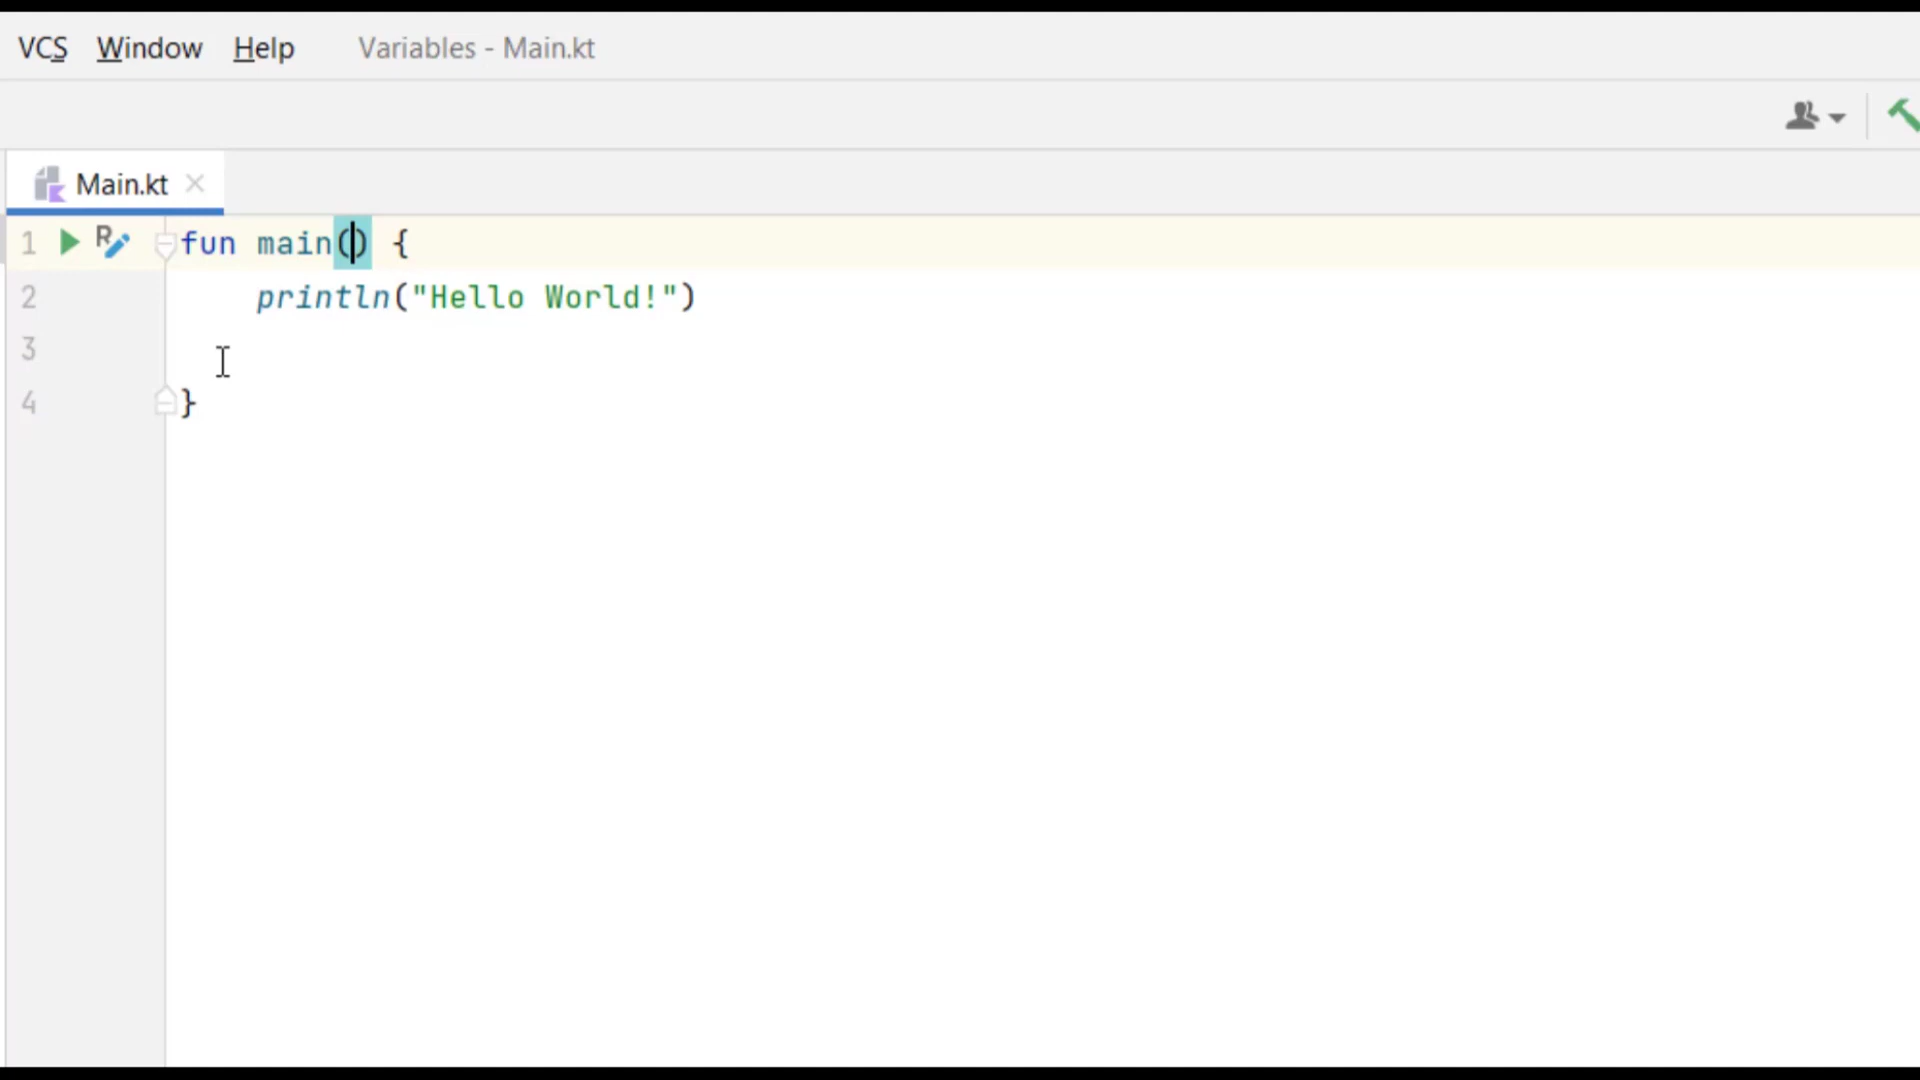 VCS Window Help Variables - Main.kt
Main.kt
1 R fun main() {
2 println("Hello World!")
3
4 }